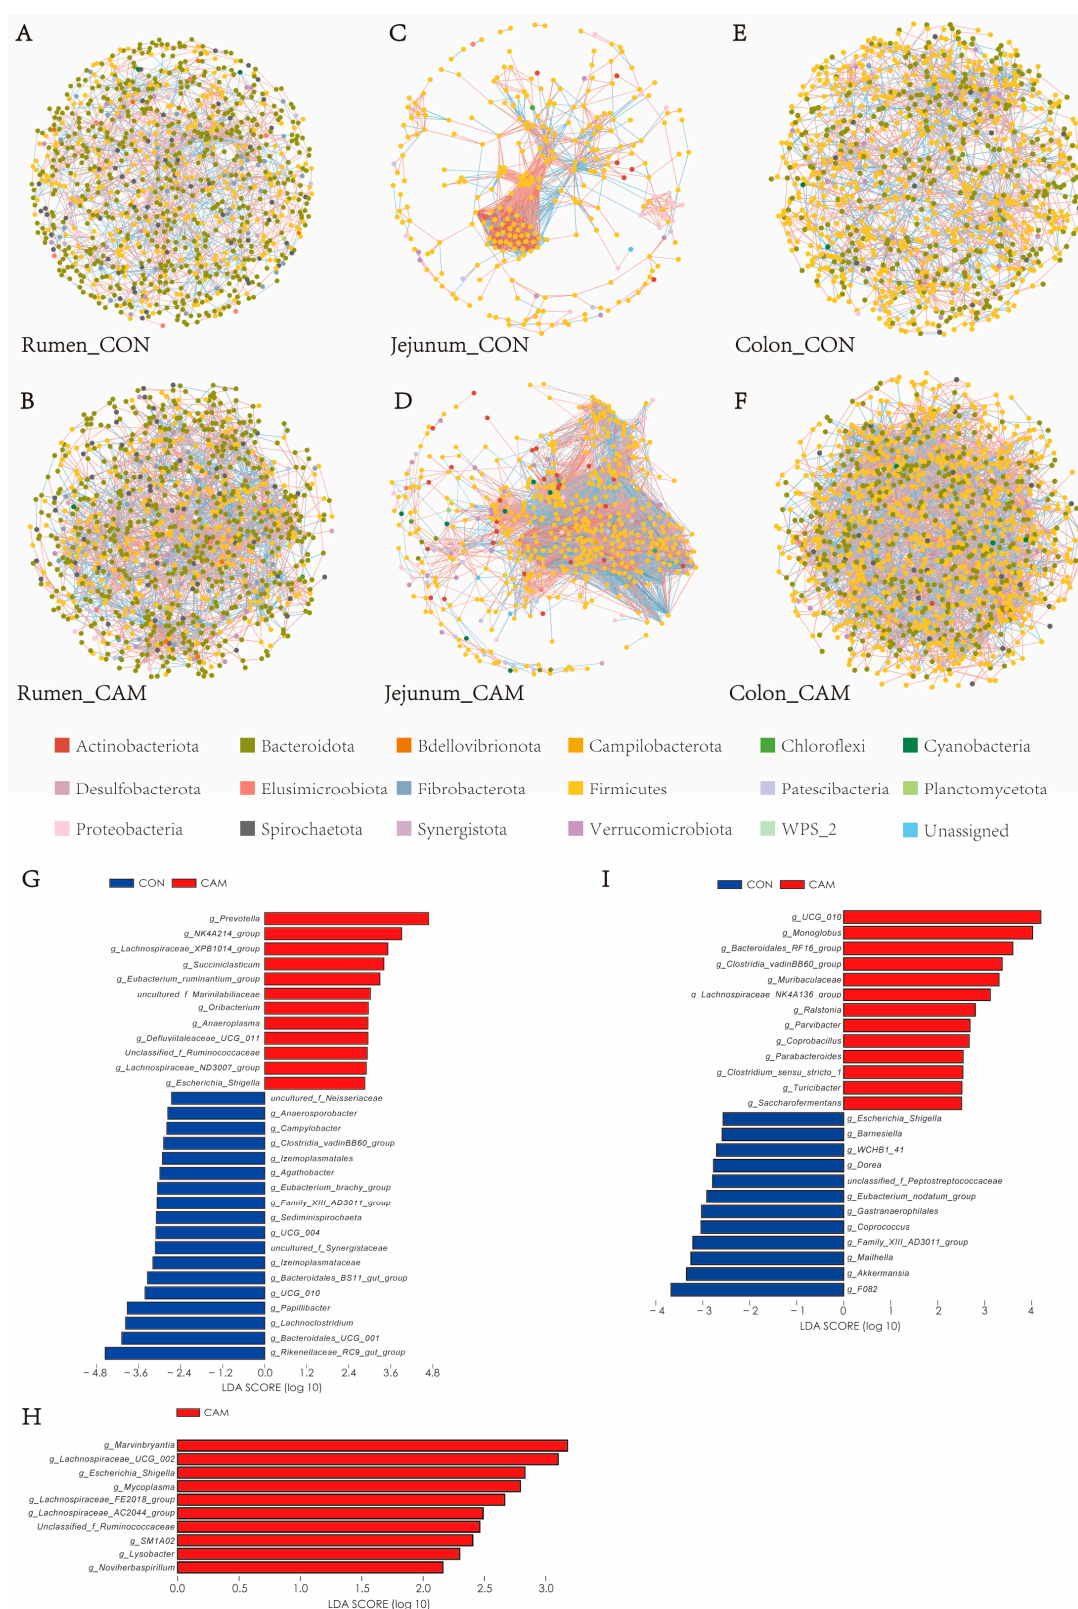 A
C
E
Rumen_CON
Jejunum_CON
Colon_CON
B
D
F
Rumen_CAM
Jejunum_CAM
Colon_CAM
Actinobacteriota
Bacteroidota
Bdellovibrionota
Campilobacterota
Chloroflexi
Cyanobacteria
Desulfobacterota
Elusimicroobiota
Fibrobacterota
Firmicutes
Patescibacteria
Planctomycetota
Proteobacteria
Spirochaetota
Synergistota
Verrucomicrobiota
WPS_2
Unassigned
G
CON CAM
g_Prevotella
g_NK4A214_group
g_Lachnospiraceae_XPB1014_group
g_Succiniclasticum
g_Eubacterium_ruminantium_group
uncultured_f_Marinilabiliaceae
g_Oribacterium
g_Anaeroplasma
g_Defluviitaleaceae_UCG_011
Unclassified_f_Ruminococcaceae
g_Lachnospiraceae_ND3007_group
g_Escherichia_Shigella
uncultured_f_Neisseriaceae
g_Anaerosporobacter
g_Campylobacter
g_Clostridia_vadinBB60_group
g_Izemoplasmatales
g_Agathobacter
g_Eubacterium_brachy_group
g_Family_XIII_AD3011_group
g_Sediminispirochaeta
g_UCG_004
uncultured_f_Synergistaceae
g_Izemoplasmataceae
g_Bacteroidales_BS11_gut_group
g_UCG_010
g_Papillibacter
g_Lachnoclostridium
g_Bacteroidales_UCG_001
g_Rikenellaceae_RC9_gut_group
−4.8 −3.6 −2.4 −1.2 0.0 1.2 2.4 3.6 4.8
LDA SCORE (log 10)
I
CON CAM
g_UCG_010
g_Monoglobus
g_Bacteroidales_RF16_group
g_Clostridia_vadinBB60_group
g_Muribaculaceae
g_Lachnospiraceae_NK4A136_group
g_Ralstonia
g_Parvibacter
g_Coprobacillus
g_Parabacteroides
g_Clostridium_sensu_stricto_1
g_Turicibacter
g_Saccharofermentans
g_Escherichia_Shigella
g_Barnesiella
g_WCHB1_41
g_Dorea
unclassified_f_Peptostreptococcaceae
g_Eubacterium_nodatum_group
g_Gastranaerophilales
g_Coprococcus
g_Family_XIII_AD3011_group
g_Mailhella
g_Akkermansia
g_F082
−4 −3 −2 −1 0 1 2 3 4
LDA SCORE (log 10)
H
CAM
g_Marvinbryantia
g_Lachnospiraceae_UCG_002
g_Escherichia_Shigella
g_Mycoplasma
g_Lachnospiraceae_FE2018_group
g_Lachnospiraceae_AC2044_group
Unclassified_f_Ruminococcaceae
g_SM1A02
g_Lysobacter
g_Noviherbaspirillum
0.0 0.5 1.0 1.5 2.0 2.5 3.0
LDA SCORE (log 10)